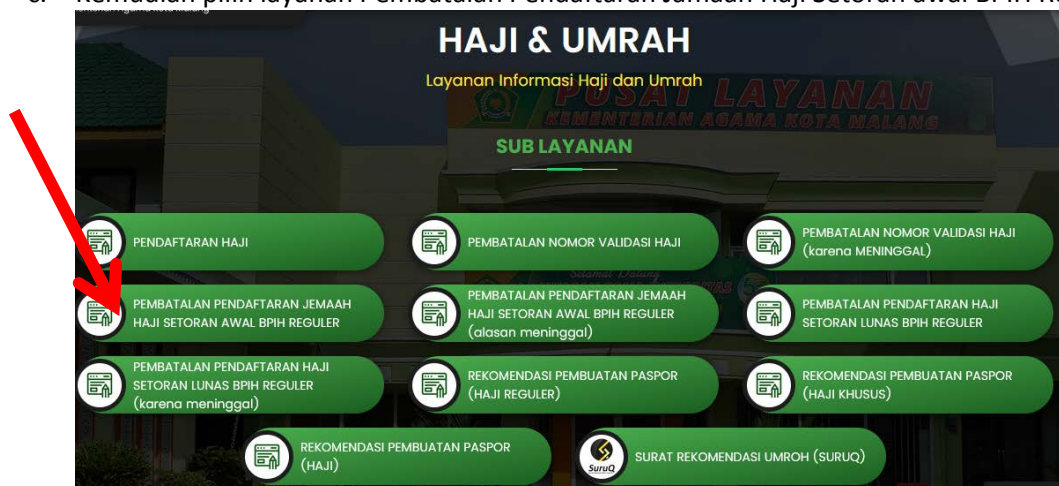 HAJI & UMRAH
Layanan Informasi Haji dan Umrah
PUSAT LAYANAN
KEMENTERIAN AGAMA KOTA MALANG
SUB LAYANAN
PENDAFTARAN HAJI
PEMBATALAN NOMOR VALIDASI HAJI
PEMBATALAN NOMOR VALIDASI HAJI
(karena MENINGGAL)
Selamat Datang
PEMBATALAN PENDAFTARAN JEMAAH
HAJI SETORAN AWAL BPIH REGULER
PEMBATALAN PENDAFTARAN JEMAAH
HAJI SETORAN AWAL BPIH REGULER
(alasan meninggal)
PEMBATALAN PENDAFTARAN HAJI
SETORAN LUNAS BPIH REGULER
PEMBATALAN PENDAFTARAN HAJI
SETORAN LUNAS BPIH REGULER
(karena meninggal)
REKOMENDASI PEMBUATAN PASPOR
(HAJI REGULER)
REKOMENDASI PEMBUATAN PASPOR
(HAJI KHUSUS)
REKOMENDASI PEMBUATAN PASPOR
(HAJI)
SuruQ
SURAT REKOMENDASI UMROH (SURUQ)